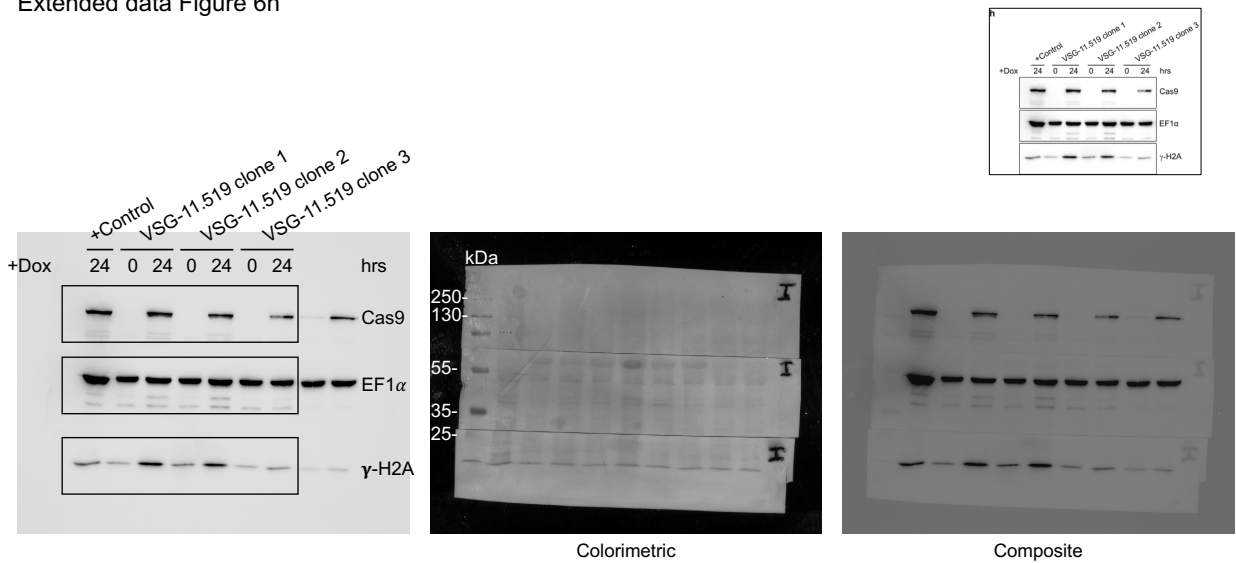 Extended data Figure 6h
h
+Control
VSG-11.519 clone 1
VSG-11.519 clone 2
VSG-11.519 clone 3
+Dox 24 0 24 0 24 0 24 hrs
Cas9
EF1α
γ-H2A
+Control
VSG-11.519 clone 1
VSG-11.519 clone 2
VSG-11.519 clone 3
+Dox 24 0 24 0 24 0 24 hrs
Cas9
EF1α
γ-H2A
kDa
250-
130-
55-
35-
25-
I
I
I
Colorimetric
I
I
I
Composite